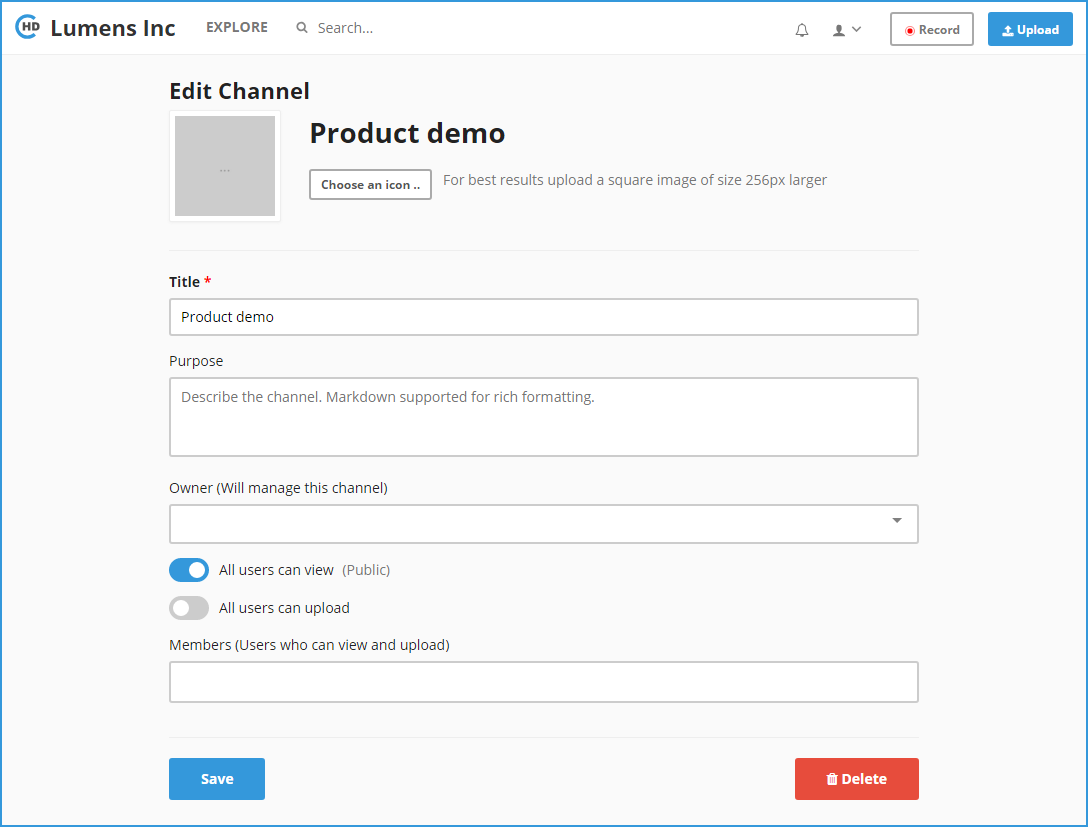 HD Lumens Inc EXPLORE Search... Record Upload
Edit Channel
...
Product demo
Choose an icon .. For best results upload a square image of size 256px larger
Title *
Product demo
Purpose
Describe the channel. Markdown supported for rich formatting.
Owner (Will manage this channel)
All users can view (Public)
All users can upload
Members (Users who can view and upload)
Save Delete